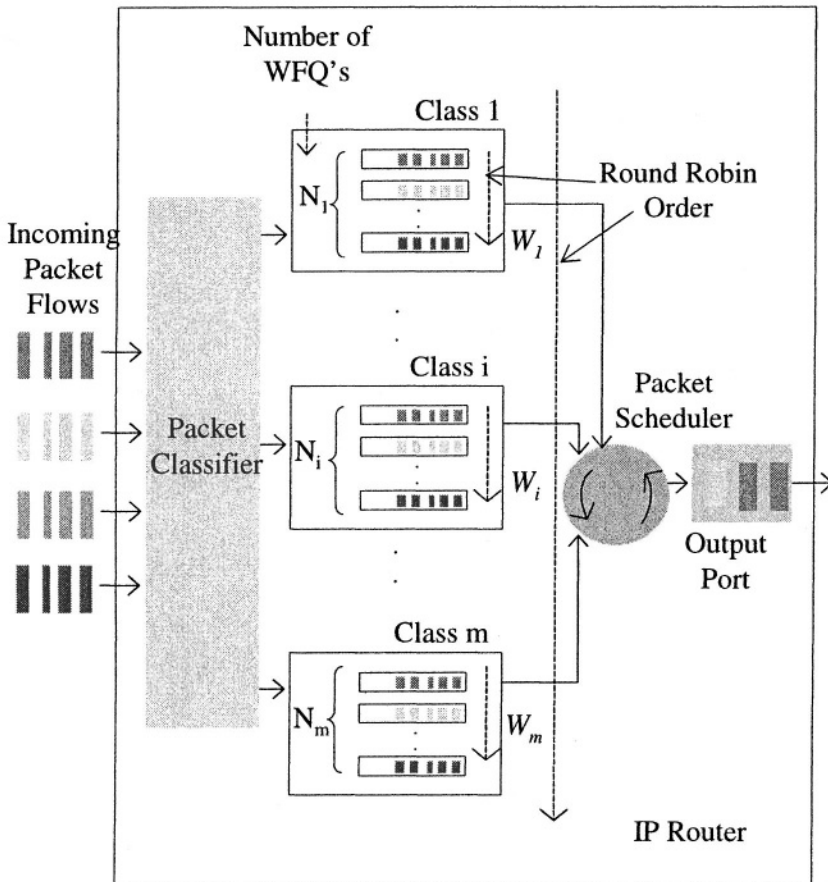 Number of
WFQ's
Class 1
N1
W1
Round Robin
Order
Incoming
Packet
Flows
Class i
Ni
Wi
Packet
Classifier
Packet
Scheduler
Output
Port
Class m
Nm
Wm
IP Router